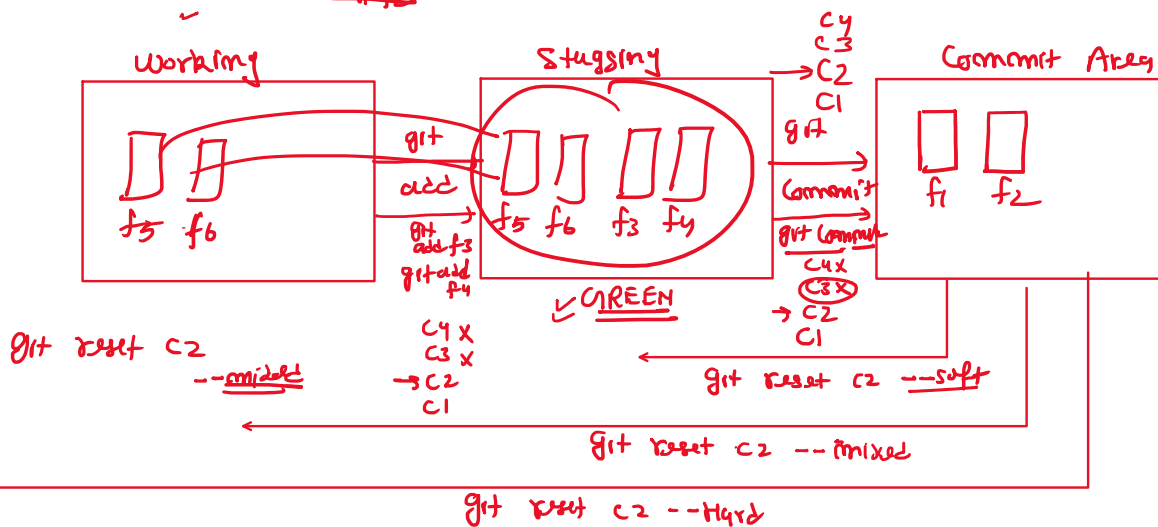 Working
Stugging
Commit Area
C4
C3
C2
C1
git
add
git
add f3
git add
f4
git
Commit
git Commit
f5 f6
f5 f6 f3 f4
f1 f2
GREEN
C4 x
C3 x
C2
C1
C4 x
C3 x
C2
C1
git reset C2
--mixed
git reset C2 --soft
git reset C2 --mixed
git reset C2 --Hard